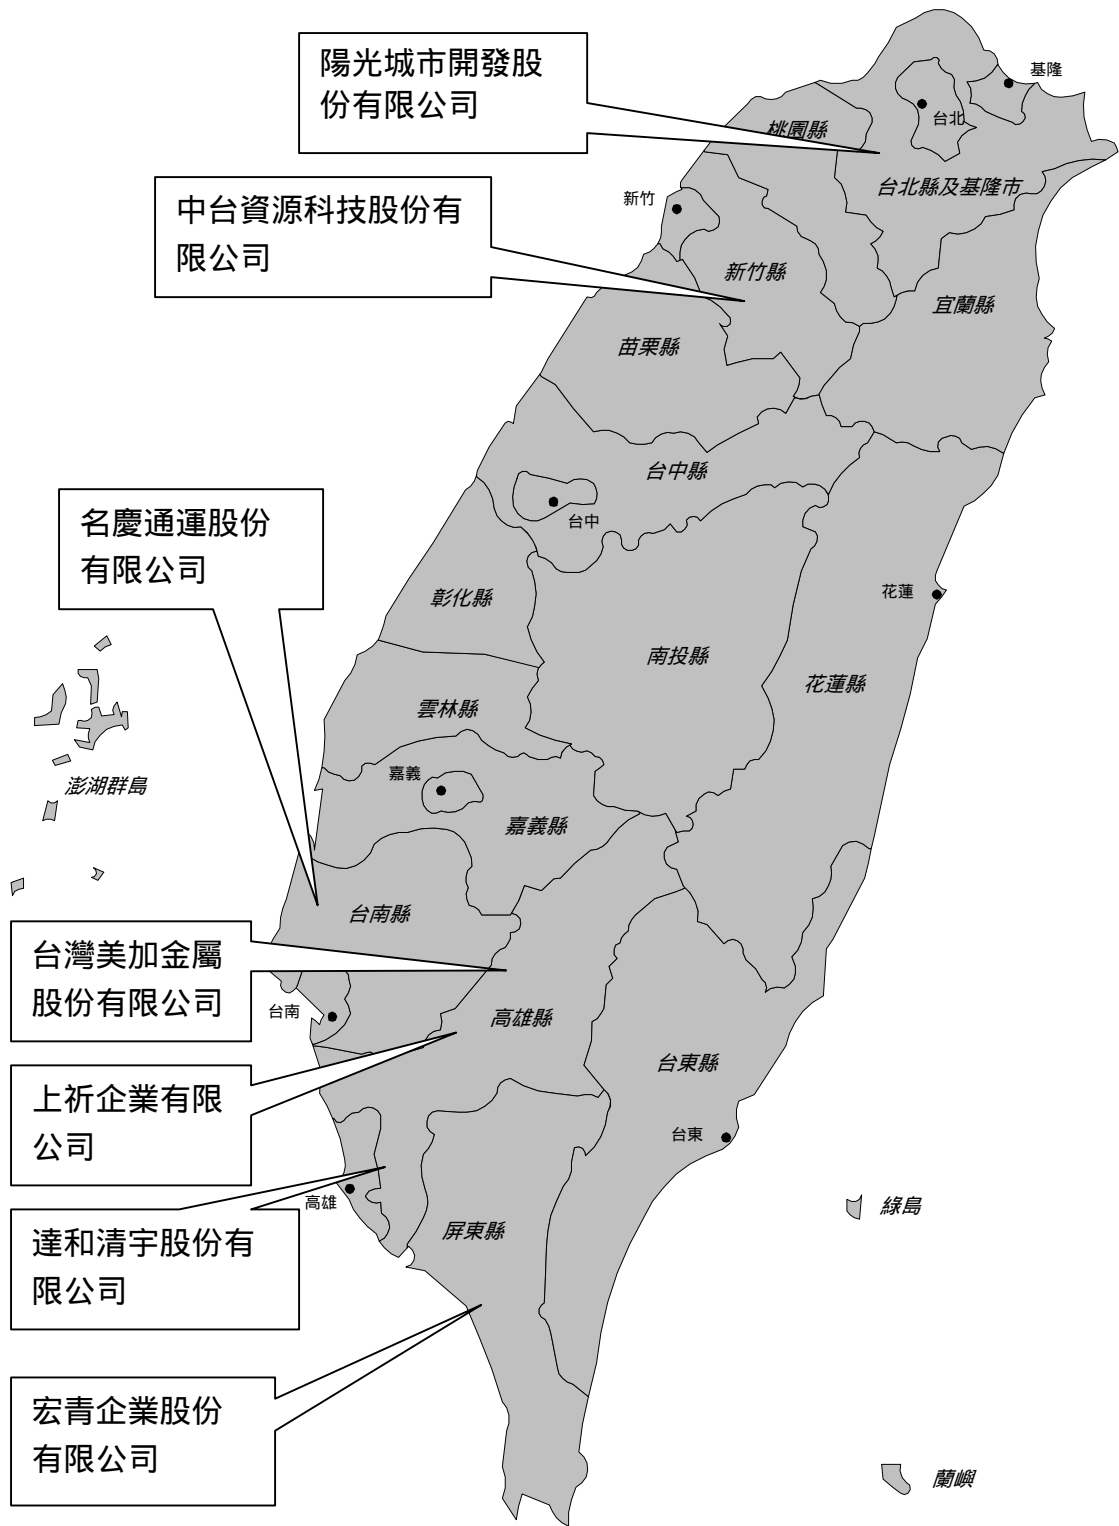 陽光城市開發股
份有限公司
基隆
台北
桃園縣
台北縣及基隆市
中台資源科技股份有
限公司
新竹
新竹縣
宜蘭縣
苗栗縣
台中縣
台中
名慶通運股份
有限公司
彰化縣
花蓮
南投縣
花蓮縣
雲林縣
嘉義
澎湖群島
嘉義縣
台南縣
台灣美加金屬
股份有限公司
台南
高雄縣
台東縣
上祈企業有限
公司
台東
高雄
綠島
達和清宇股份有
限公司
屏東縣
宏青企業股份
有限公司
蘭嶼